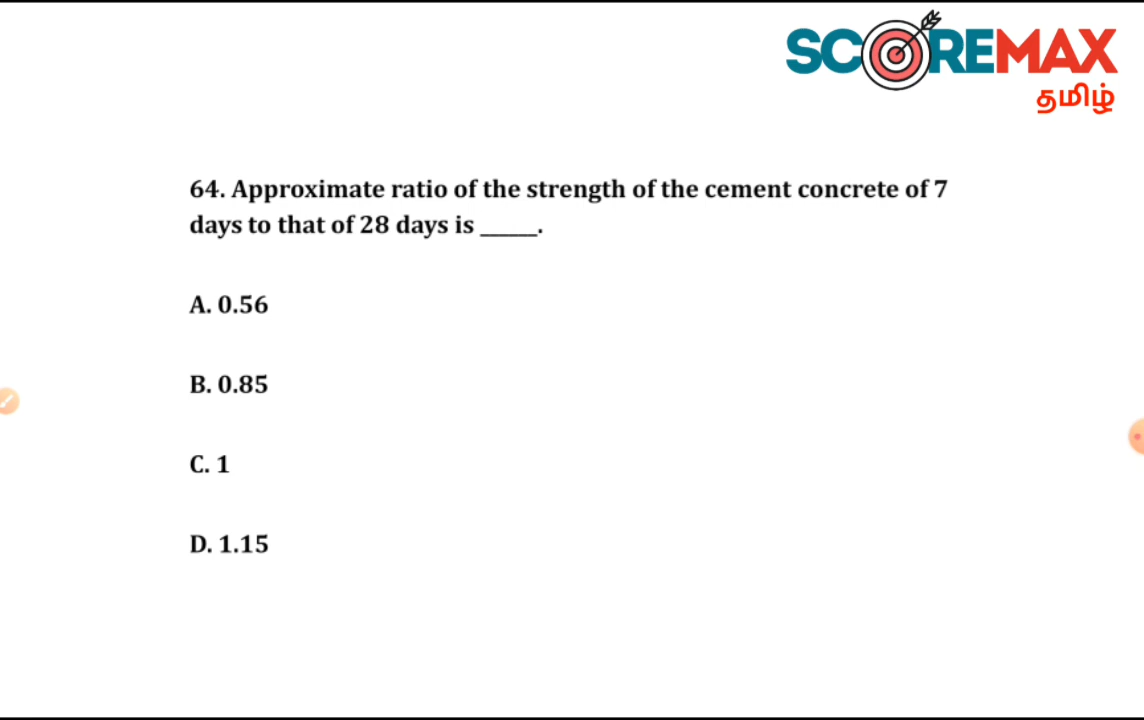 SCOREMAX
தமிழ்
64. Approximate ratio of the strength of the cement concrete of 7
days to that of 28 days is ______.
A. 0.56
B. 0.85
C. 1
D. 1.15